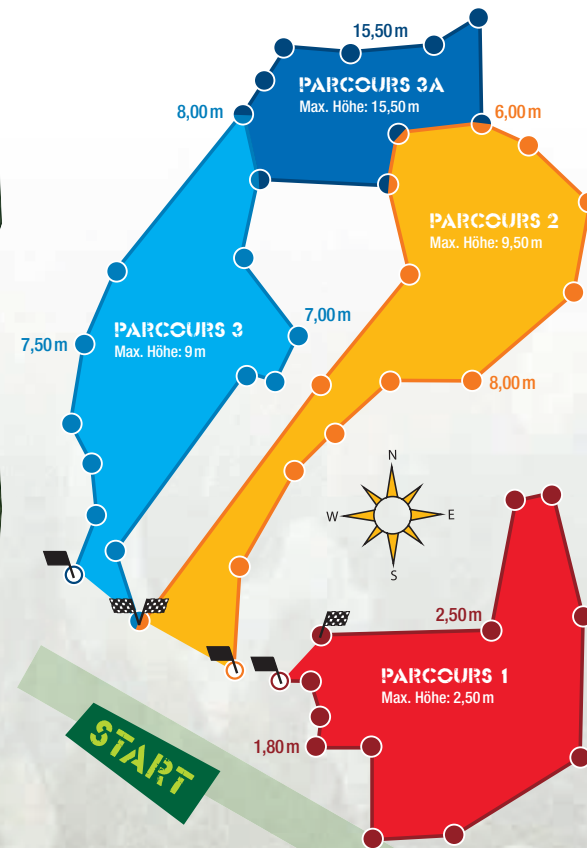 15,50 m
PARCOURS 3A
Max. Höhe: 15,50 m
8,00 m
6,00 m
PARCOURS 2
Max. Höhe: 9,50 m
7,00 m
PARCOURS 3
Max. Höhe: 9 m
7,50 m
8,00 m
N
W
E
S
2,50 m
PARCOURS 1
Max. Höhe: 2,50 m
1,80 m
START